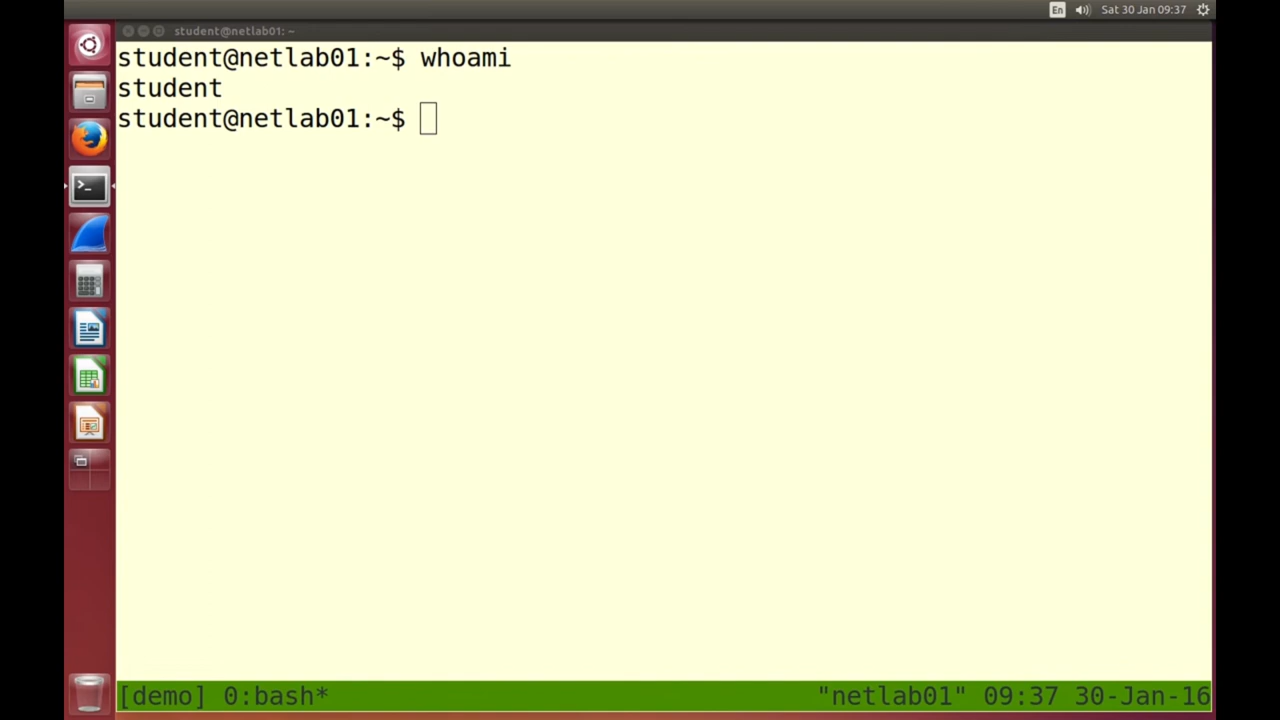 En Sat 30 Jan 09:37
student@netlab01: ~
student@netlab01:~$ whoami
student
student@netlab01:~$
[demo] 0:bash* "netlab01" 09:37 30-Jan-16